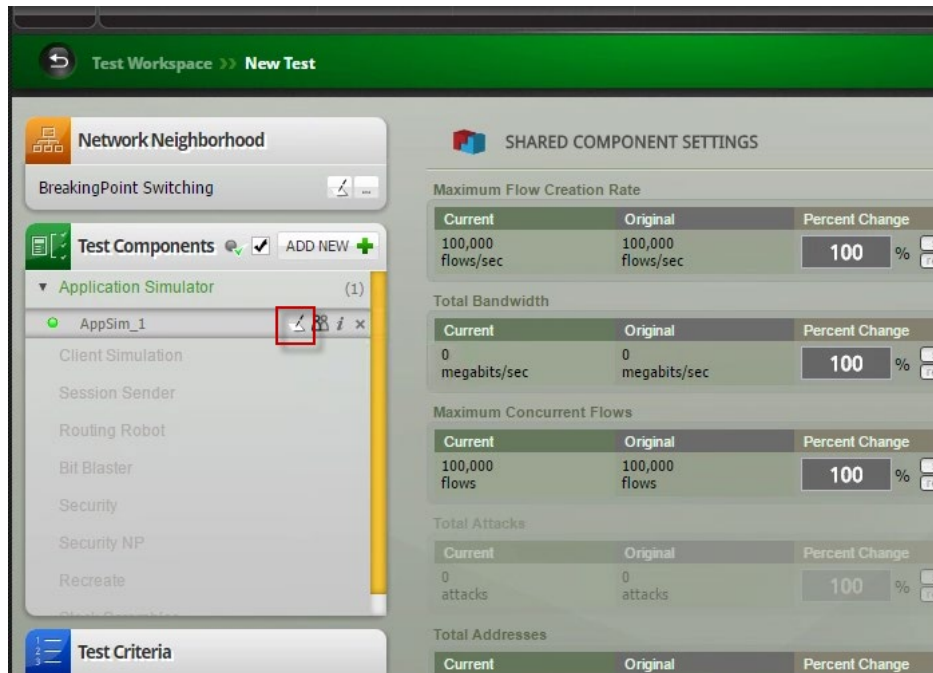 Test Workspace >> New Test
Network Neighborhood
BreakingPoint Switching
...
Test Components
ADD NEW
Application Simulator (1)
AppSim_1 i ×
Client Simulation
Session Sender
Routing Robot
Bit Blaster
Security
Security NP
Recreate
1
2
3
Test Criteria
SHARED COMPONENT SETTINGS
Maximum Flow Creation Rate
Current Original Percent Change
100,000 100,000 100 %
flows/sec flows/sec
Total Bandwidth
Current Original Percent Change
0 0 100 %
megabits/sec megabits/sec
Maximum Concurrent Flows
Current Original Percent Change
100,000 100,000 100 %
flows flows
Total Attacks
Current Original Percent Change
0 0 100 %
attacks attacks
Total Addresses
Current Original Percent Change